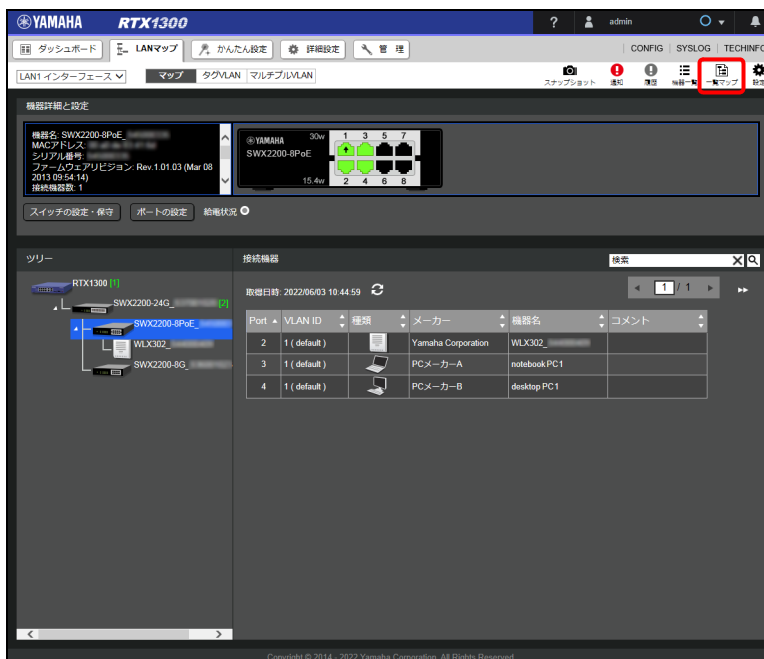 YAMAHA RTX1300 ? admin
ダッシュボード LANマップ かんたん設定 詳細設定 管 理 CONFIG SYSLOG TECHINFO
LAN1 インターフェース マップ タグVLAN マルチプルVLAN スナップショット 通知 履歴 機器一覧 一覧マップ 設定
機器詳細と設定
機器名: SWX2200-8PoE_
MACアドレス:
シリアル番号:
ファームウェアリビジョン: Rev.1.01.03 (Mar 08
2013 09:54:14)
接続機器数: 1
YAMAHA 30w 1 3 5 7
SWX2200-8PoE
15.4w 2 4 6 8
スイッチの設定・保守 ポートの設定 給電状況
ツリー
RTX1300 [1]
SWX2200-24G_ [2]
SWX2200-8PoE_
WLX302_
SWX2200-8G_
接続機器 検索
取得日時: 2022/06/03 10:44:59 1 / 1
Port VLAN ID 種類 メーカー 機器名 コメント
2 1 ( default ) Yamaha Corporation WLX302_
3 1 ( default ) PCメーカーA notebook PC1
4 1 ( default ) PCメーカーB desktop PC1
Copyright © 2014 - 2022 Yamaha Corporation. All Rights Reserved.